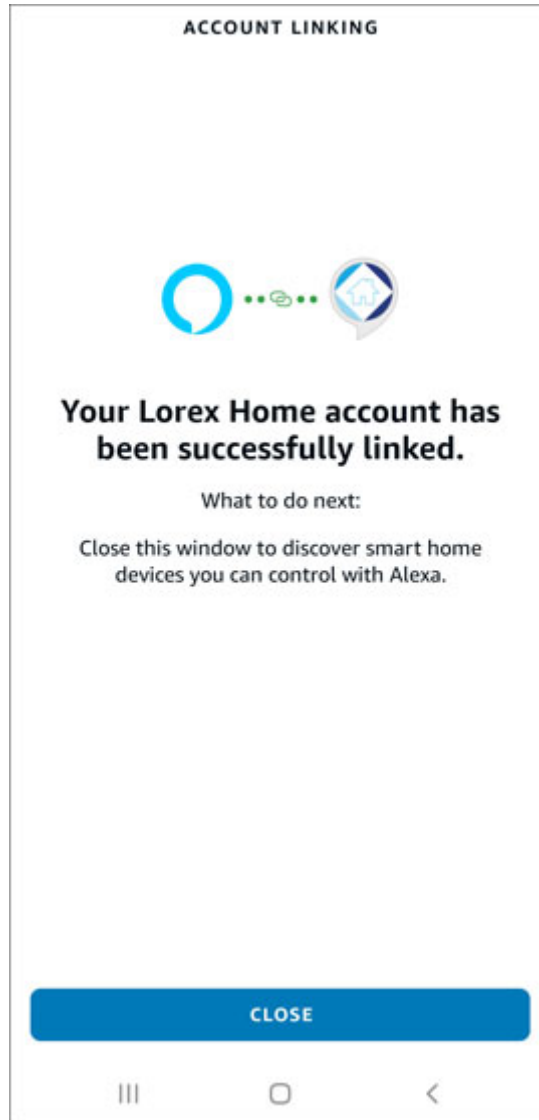 ACCOUNT LINKING
Your Lorex Home account has
been successfully linked.
What to do next:
Close this window to discover smart home
devices you can control with Alexa.
CLOSE